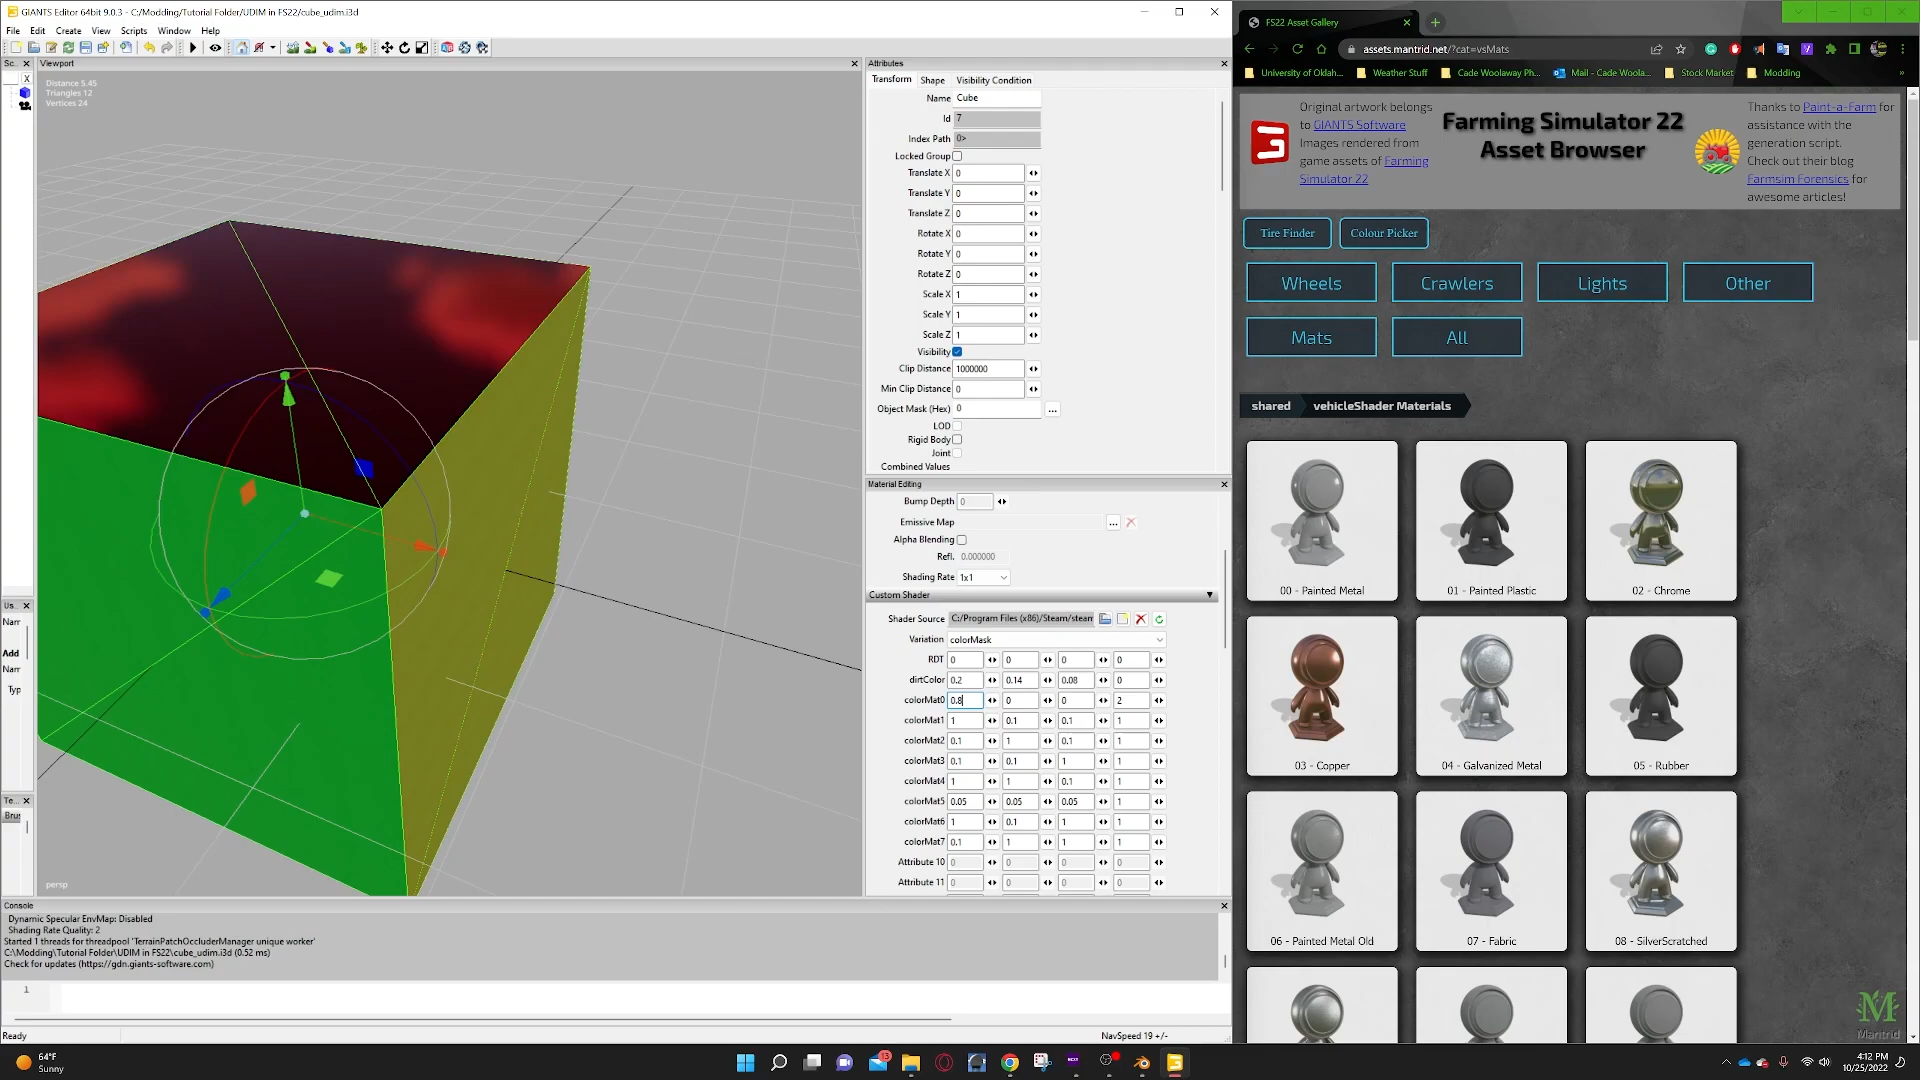 GIANTS Editor 64bit 9.0.3 - C:/Modding/Tutorial Folder/UDIM in FS22/cube_udim.i3d
File Edit Create View Scripts Window Help
Sc..
Viewport
Distance 5.45
Triangles 12
Vertices 24
persp
Us..
Nam
Add
Nam
Typ
Te...
Brus
Attributes
Transform Shape Visibility Condition
Name Cube
Id 7
Index Path 0>
Locked Group
Translate X 0
Translate Y 0
Translate Z 0
Rotate X 0
Rotate Y 0
Rotate Z 0
Scale X 1
Scale Y 1
Scale Z 1
Visibility
Clip Distance 1000000
Min Clip Distance 0
Object Mask (Hex) 0 ...
LOD
Rigid Body
Joint
Combined Values
Material Editing
Bump Depth 0
Emissive Map ...
Alpha Blending
Refl. 0.000000
Shading Rate 1x1
Custom Shader
Shader Source C:/Program Files (x86)/Steam/steam
Variation colorMask
RDT 0 0 0 0
dirtColor 0.2 0.14 0.08 0
colorMat0 0.8 0 0 2
colorMat1 1 0.1 0.1 1
colorMat2 0.1 1 0.1 1
colorMat3 0.1 0.1 1 1
colorMat4 1 1 0.1 1
colorMat5 0.05 0.05 0.05 1
colorMat6 1 0.1 1 1
colorMat7 0.1 1 1 1
Attribute 10 0 0 0 0
Attribute 11 0 0 0 0
Console
Dynamic Specular EnvMap: Disabled
Shading Rate Quality: 2
Started 1 threads for threadpool 'TerrainPatchOccluderManager unique worker'
C:\Modding\Tutorial Folder\UDIM in FS22\cube_udim.i3d (0.52 ms)
Check for updates (https://gdn.giants-software.com)
1
Ready
NavSpeed 19 +/-
FS22 Asset Gallery
assets.mantrid.net/?cat=vsMats
University of Oklah... Weather Stuff Cade Woolaway Ph... Mail - Cade Woola... Stock Market Modding »
Original artwork belongs
to GIANTS Software
Images rendered from
game assets of Farming
Simulator 22
Farming Simulator 22
Asset Browser
Thanks to Paint-a-Farm for
assistance with the
generation script.
Check out their blog
Farmsim Forensics for
awesome articles!
Tire Finder Colour Picker
Wheels Crawlers Lights Other
Mats All
shared vehicleShader Materials
00 - Painted Metal 01 - Painted Plastic 02 - Chrome
03 - Copper 04 - Galvanized Metal 05 - Rubber
06 - Painted Metal Old 07 - Fabric 08 - SilverScratched
M
Mantrid
64°F
Sunny
13
4:12 PM
10/25/2022